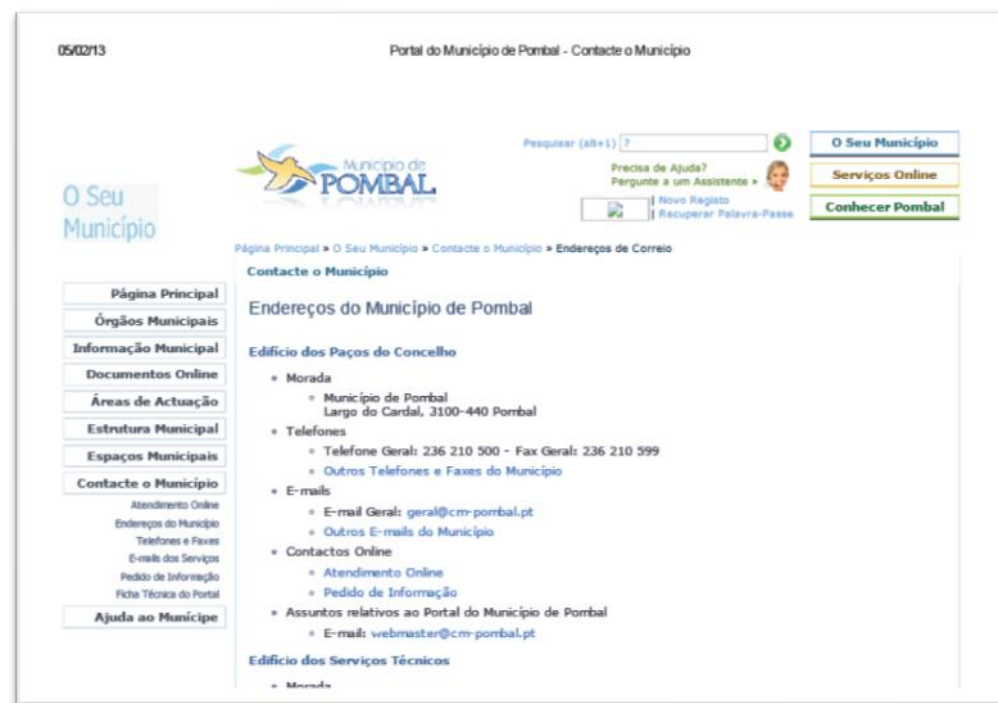 05/02/13
Portal do Município de Pombal - Contacte o Município
O Seu
Município
Município de
POMBAL
Pesquisar (alt+1) ?
Precisa de Ajuda?
Pergunte a um Assistente »
| Novo Registo
| Recuperar Palavra-Passe
O Seu Município
Serviços Online
Conhecer Pombal
Página Principal » O Seu Município » Contacte o Município » Endereços de Correio
Contacte o Município
Página Principal
Órgãos Municipais
Informação Municipal
Documentos Online
Áreas de Actuação
Estrutura Municipal
Espaços Municipais
Contacte o Município
Atendimento Online
Endereços do Município
Telefones e Faxes
E-mails dos Serviços
Pedido de Informação
Ficha Técnica do Portal
Ajuda ao Munícipe
Endereços do Município de Pombal
Edifício dos Paços do Concelho
Morada
Município de Pombal
Largo do Cardal, 3100-440 Pombal
Telefones
Telefone Geral: 236 210 500 - Fax Geral: 236 210 599
Outros Telefones e Faxes do Município
E-mails
E-mail Geral: geral@cm-pombal.pt
Outros E-mails do Município
Contactos Online
Atendimento Online
Pedido de Informação
Assuntos relativos ao Portal do Município de Pombal
E-mail: webmaster@cm-pombal.pt
Edifício dos Serviços Técnicos
Morada